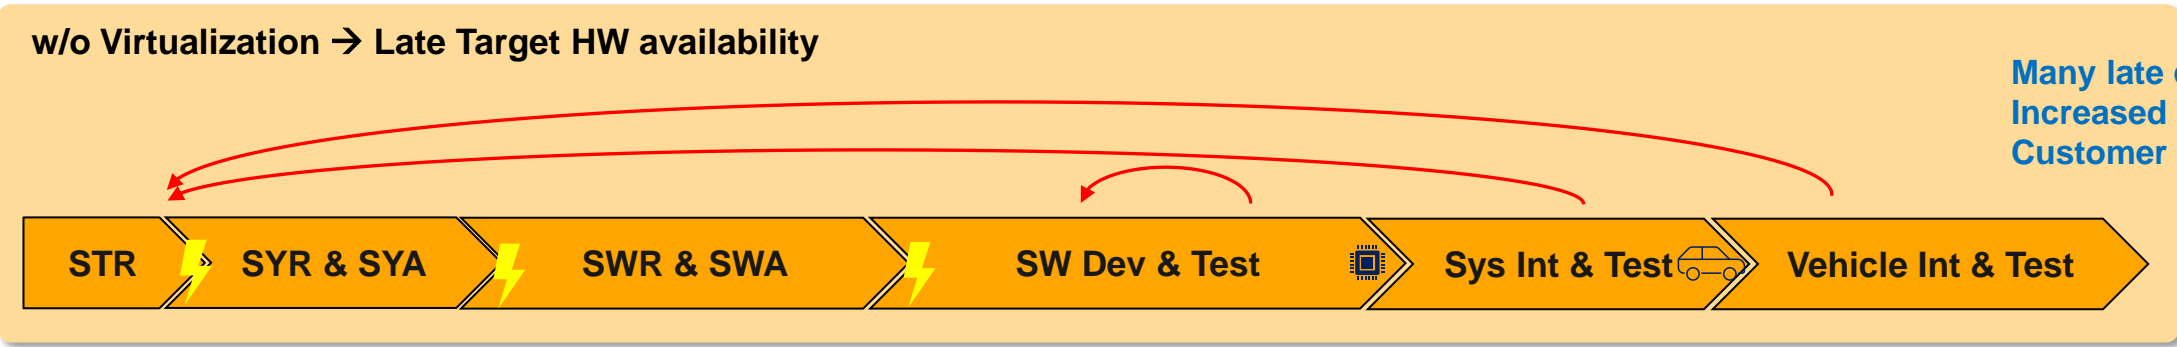 w/o Virtualization → Late Target HW availability
Many late
Increased
Customer
STR
SYR & SYA
SWR & SWA
SW Dev & Test
Sys Int & Test
Vehicle Int & Test